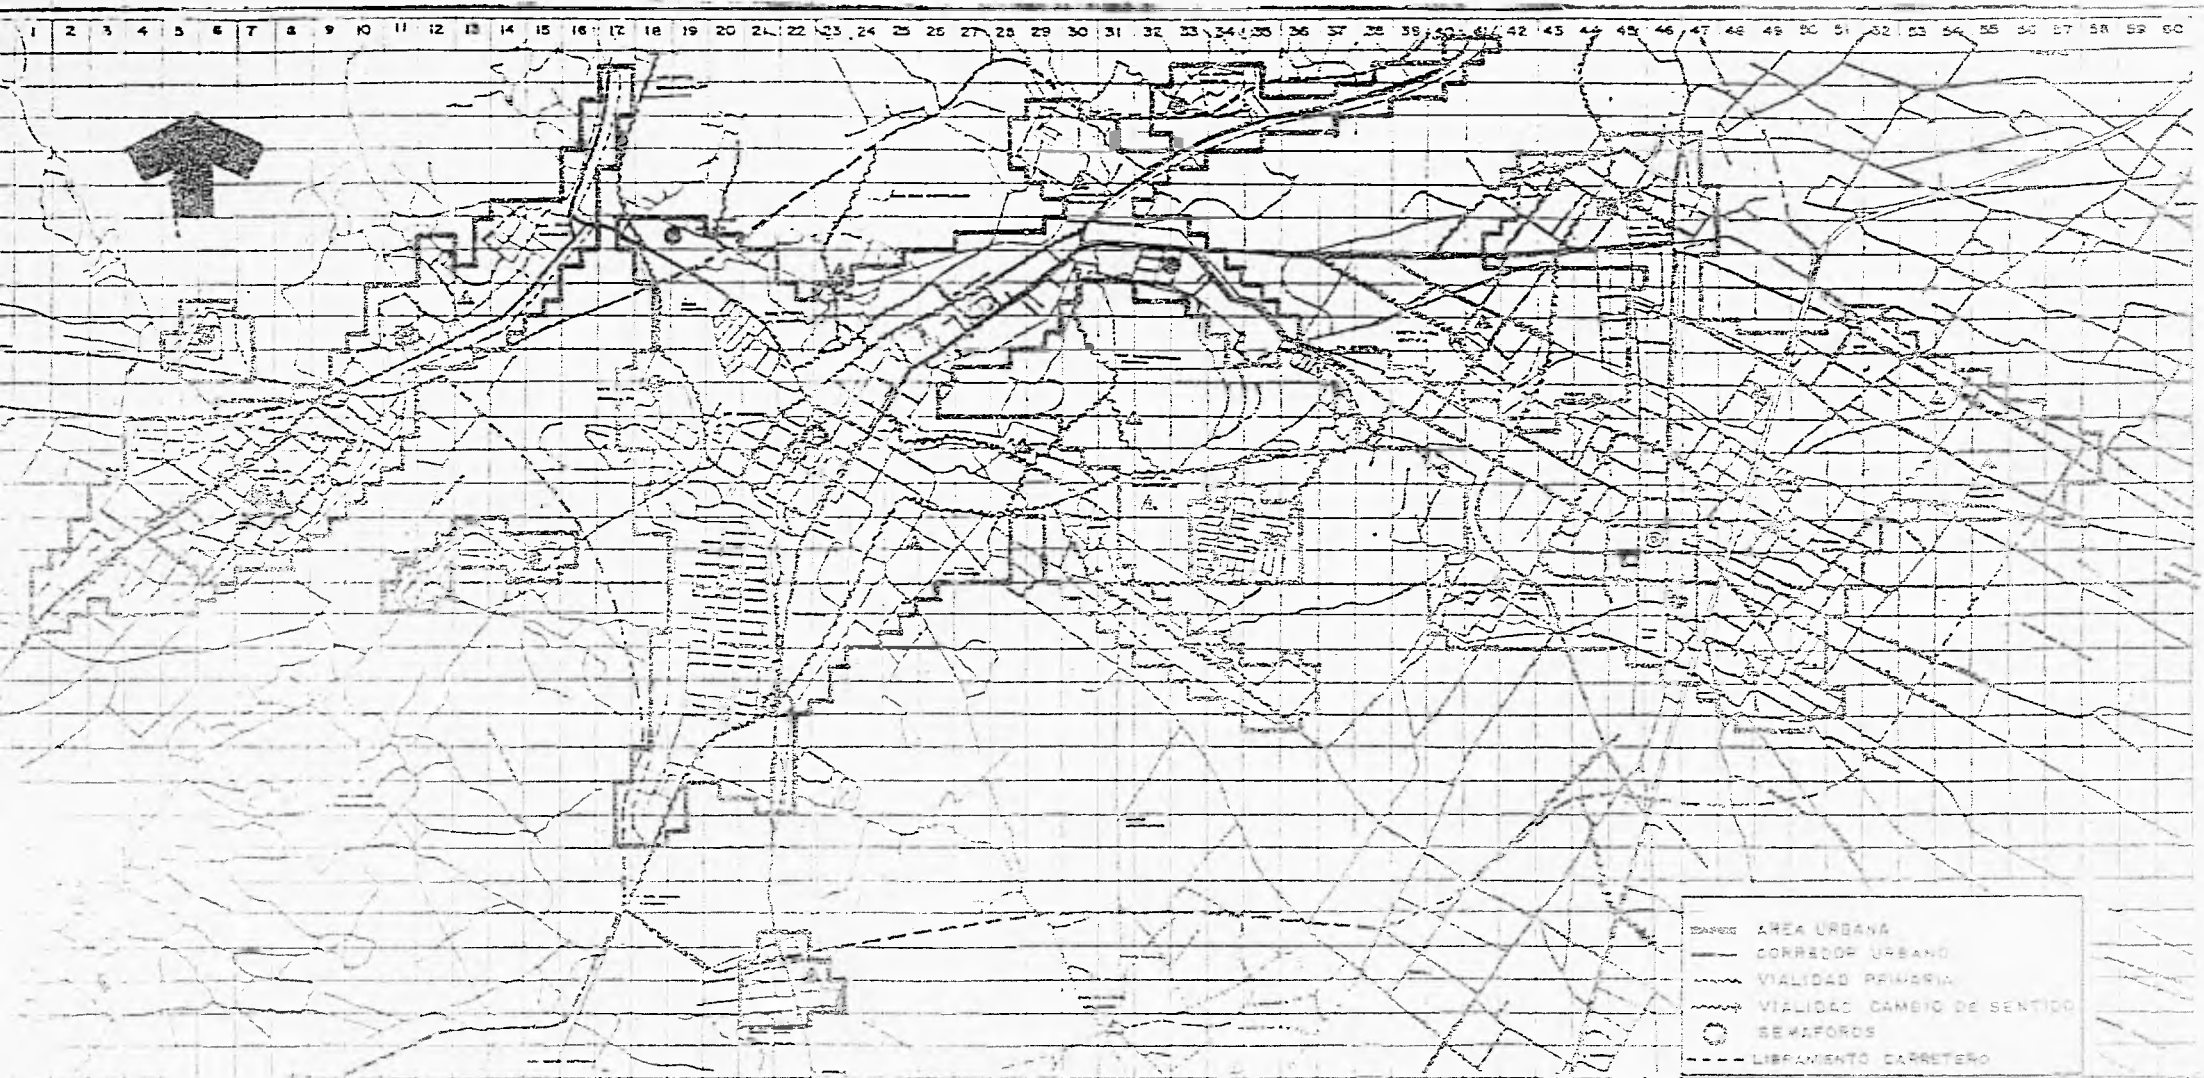 1 2 3 4 5 6 7 8 9 10 11 12 13 14 15 16 17 18 19 20 21 22 23 24 25 26 27 28 29 30 31 32 33 34 35 36 37 38 39 40 41 42 43 44 45 46 47 48 49 50 51 52 53 54 55 56 57 58 59 60
AREA URBANA
CORREDOR URBANO
VIALIDAD PRIMARIA
VIALIDAD CAMBIO DE SENTIDO
SEMAFOROS
LIBRAMIENTO CARRETERO